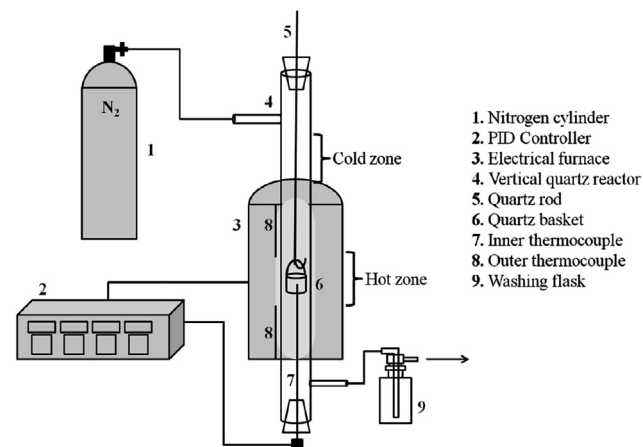 5
N2
4
1
Cold zone
3
8
6
Hot zone
2
8
7
9
1. Nitrogen cylinder
2. PID Controller
3. Electrical furnace
4. Vertical quartz reactor
5. Quartz rod
6. Quartz basket
7. Inner thermocouple
8. Outer thermocouple
9. Washing flask